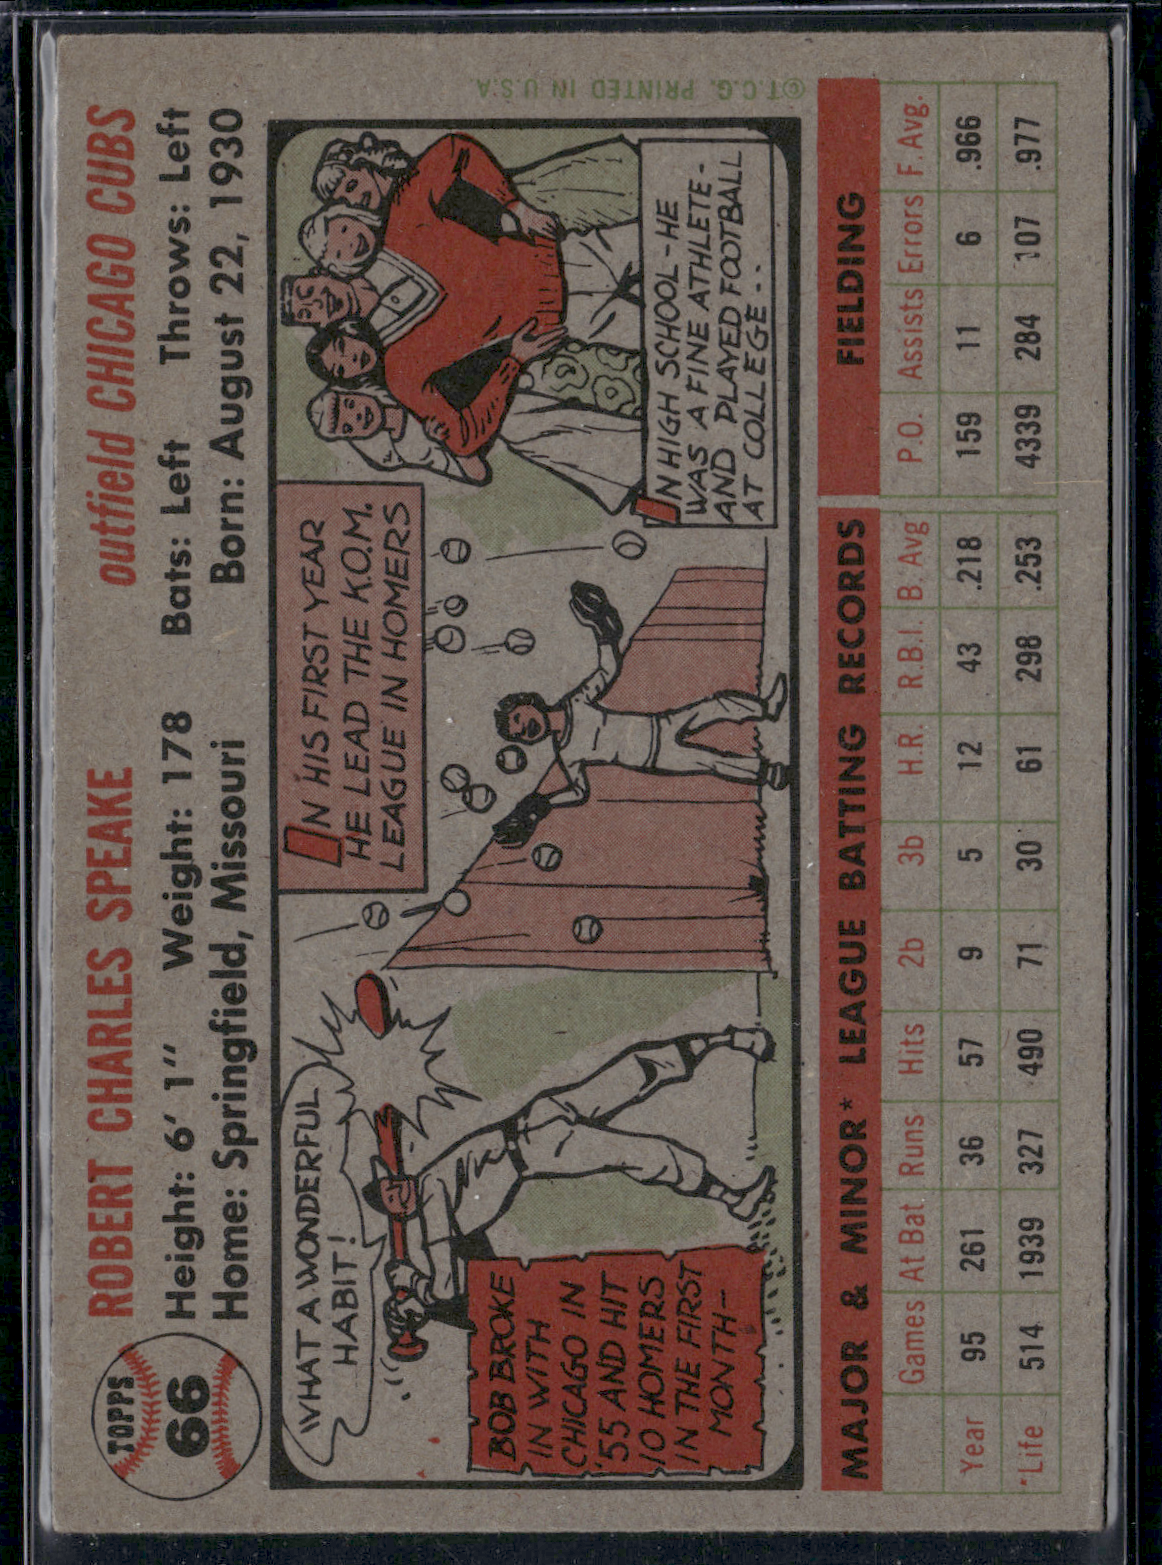 TOPPS
66
ROBERT CHARLES SPEAKE outfield CHICAGO CUBS
Height: 6' 1" Weight: 178 Bats: Left Throws: Left
Home: Springfield, Missouri Born: August 22, 1930
WHAT A WONDERFUL
HABIT!
BOB BROKE
IN WITH
CHICAGO IN
'55 AND HIT
10 HOMERS
IN THE FIRST
MONTH—
IN HIS FIRST YEAR
HE LEAD THE K.O.M.
LEAGUE IN HOMERS
IN HIGH SCHOOL - HE
WAS A FINE ATHLETE -
AND PLAYED FOOTBALL
AT COLLEGE . .
©T.C.G. PRINTED IN U.S.A.
MAJOR & MINOR* LEAGUE BATTING RECORDS FIELDING
Games At Bat Runs Hits 2b 3b H.R. R.B.I. B. Avg P.O. Assists Errors F. Avg.
Year 95 261 36 57 9 5 12 43 .218 159 11 6 .966
*Life 514 1939 327 490 71 30 61 298 .253 4339 284 107 .977